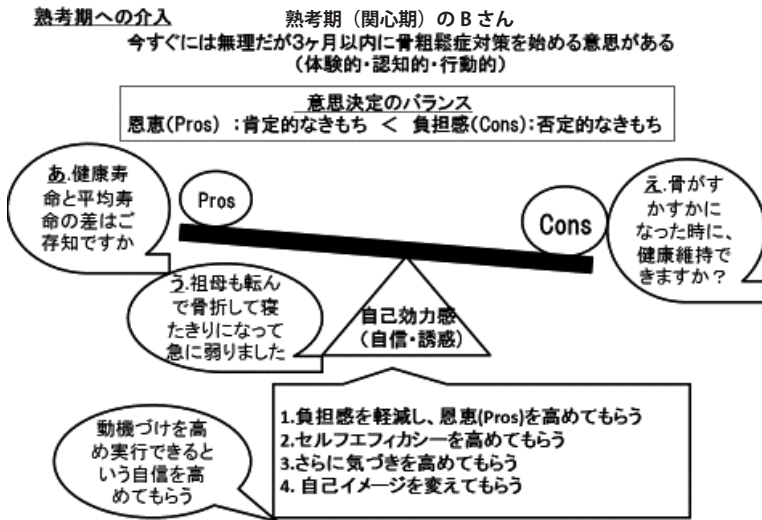 熟考期への介入
熟考期（関心期）のBさん
今すぐには無理だが3ヶ月以内に骨粗鬆症対策を始める意思がある
（体験的・認知的・行動的）
意思決定のバランス
恩恵(Pros) ：肯定的なきもち ＜ 負担感(Cons)：否定的なきもち
あ.健康寿
命と平均寿
命の差はご
存知ですか
Pros
Cons
え.骨がす
かすかに
なった時に、
健康維持で
きますか？
う.祖母も転ん
で骨折して寝
たきりになって
急に弱りました
自己効力感
（自信・誘惑）
動機づけを高
め実行できると
いう自信を高
めてもらう
1.負担感を軽減し、恩恵(Pros)を高めてもらう
2.セルフエフィカシーを高めてもらう
3.さらに気づきを高めてもらう
4. 自己イメージを変えてもらう